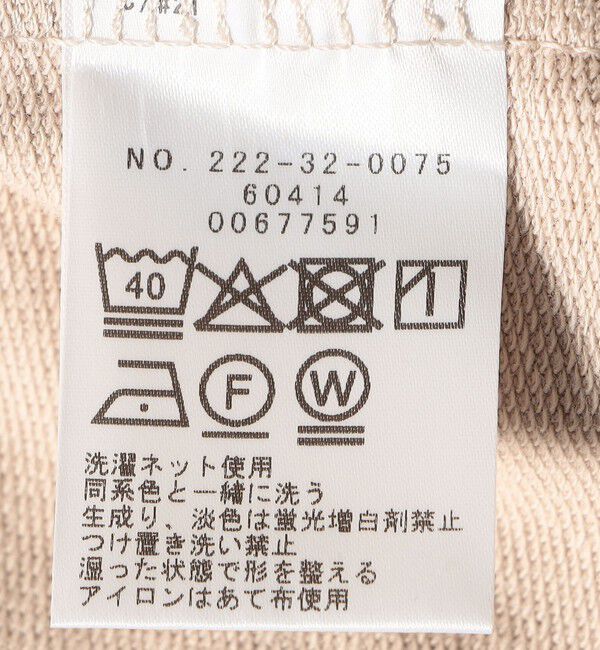 NO. 222-32-0075
60414
00677591
40
F W
洗濯ネット使用
同系色と一緒に洗う
生成り、淡色は蛍光増白剤禁止
つけ置き洗い禁止
湿った状態で形を整える
アイロンはあて布使用